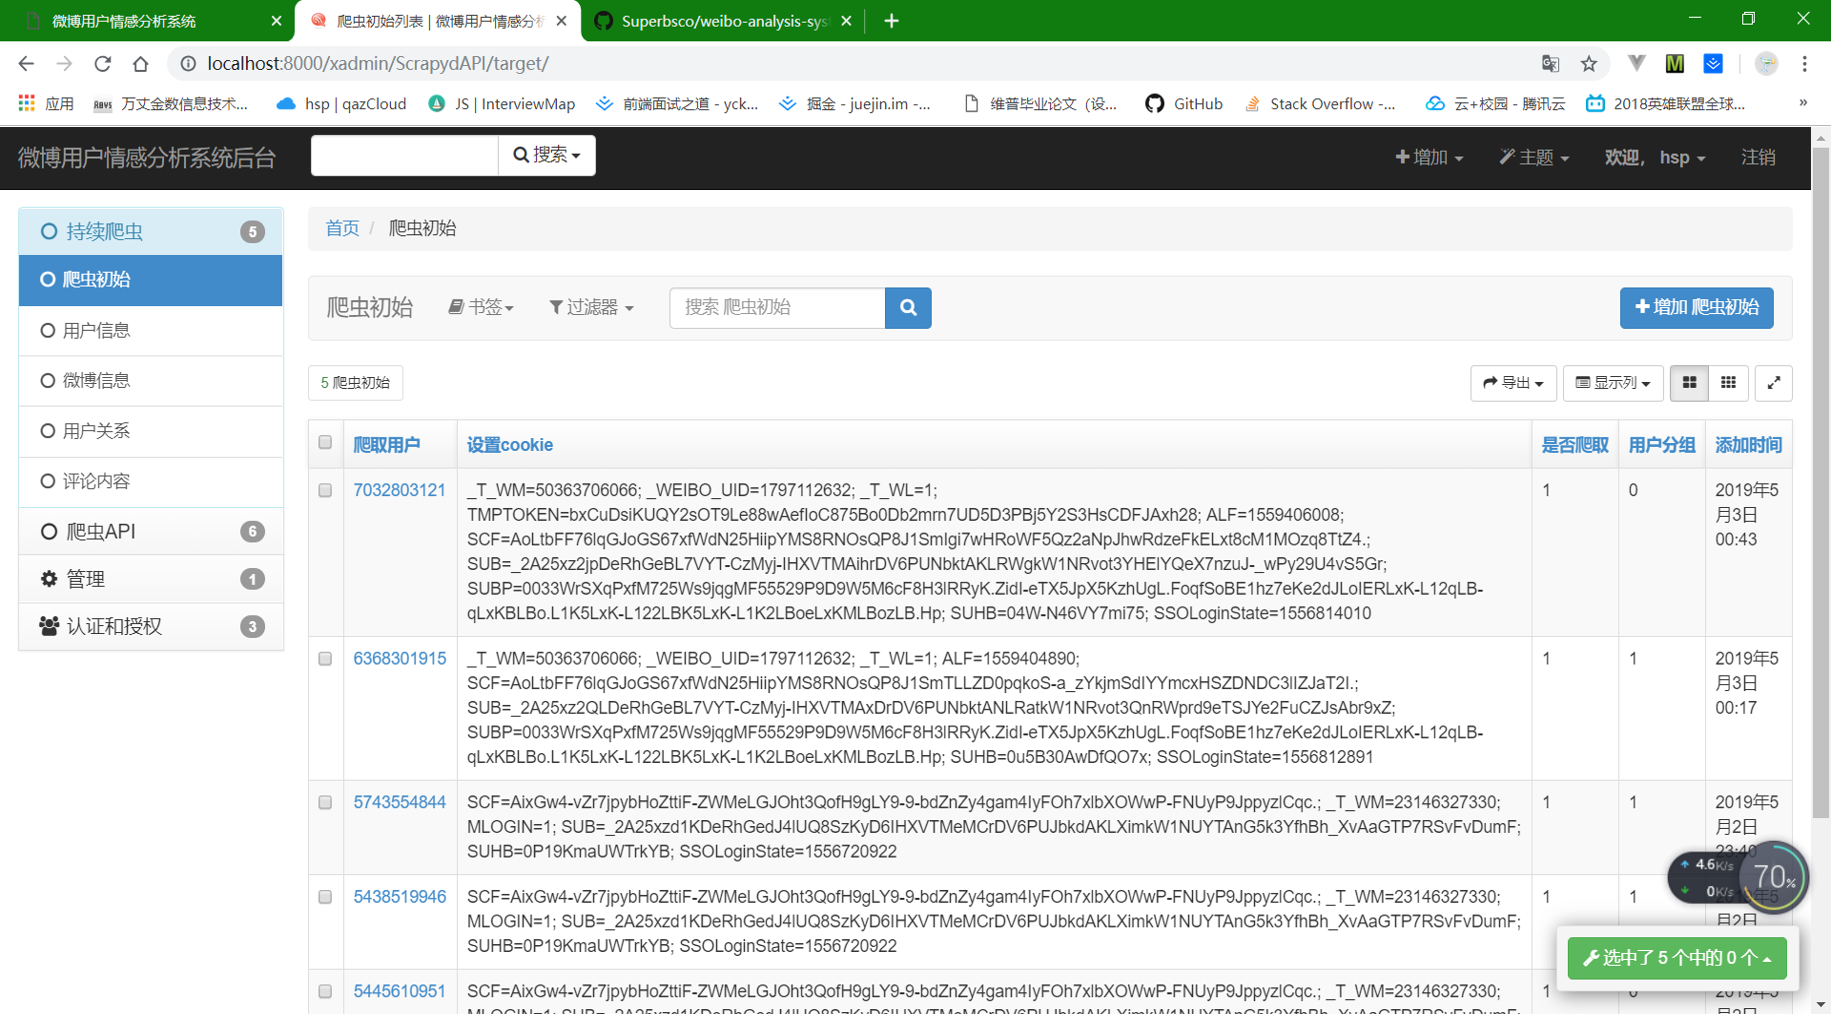 微博用户情感分析系统
爬虫初始列表 | 微博用户情感分析
Superbsco/weibo-analysis-sys
localhost:8000/xadmin/ScrapydAPI/target/
应用
万丈金数信息技术...
hsp | qazCloud
JS | InterviewMap
前端面试之道 - yck...
掘金 - juejin.im -...
维普毕业论文（设...
GitHub
Stack Overflow -...
云+校园 - 腾讯云
2018英雄联盟全球...
»
微博用户情感分析系统后台
搜索
增加
主题
欢迎， hsp
注销
持续爬虫 5
爬虫初始
用户信息
微博信息
用户关系
评论内容
爬虫API 6
管理 1
认证和授权 3
首页 / 爬虫初始
爬虫初始 书签 过滤器 搜索 爬虫初始
增加 爬虫初始
5 爬虫初始
导出 显示列
爬取用户 设置cookie 是否爬取 用户分组 添加时间
7032803121
_T_WM=50363706066; _WEIBO_UID=1797112632; _T_WL=1;
TMPTOKEN=bxCuDsiKUQY2sOT9Le88wAefIoC875Bo0Db2mrn7UD5D3PBj5Y2S3HsCDFJAxh28; ALF=1559406008;
SCF=AoLtbFF76lqGJoGS67xfWdN25HiipYMS8RNOsQP8J1SmIgi7wHRoWF5Qz2aNpJhwRdzeFkELxt8cM1MOzq8TtZ4.;
SUB=_2A25xz2jpDeRhGeBL7VYT-CzMyj-IHXVTMAihrDV6PUNbktAKLRWgkW1NRvot3YHElYQeX7nzuJ-_wPy29U4vS5Gr;
SUBP=0033WrSXqPxfM725Ws9jqgMF55529P9D9W5M6cF8H3lRRyK.ZidI-eTX5JpX5KzhUgL.FoqfSoBE1hz7eKe2dJLoIERLxK-L12qLB-
qLxKBLBo.L1K5LxK-L122LBK5LxK-L1K2LBoeLxKMLBozLB.Hp; SUHB=04W-N46VY7mi75; SSOLoginState=1556814010
1
0
2019年5
月3日
00:43
6368301915
_T_WM=50363706066; _WEIBO_UID=1797112632; _T_WL=1; ALF=1559404890;
SCF=AoLtbFF76lqGJoGS67xfWdN25HiipYMS8RNOsQP8J1SmTLLZD0pqkoS-a_zYkjmSdIYYmcxHSZDNDC3lIZJaT2I.;
SUB=_2A25xz2QLDeRhGeBL7VYT-CzMyj-IHXVTMAxDrDV6PUNbktANLRatkW1NRvot3QnRWprd9eTSJYe2FuCZJsAbr9xZ;
SUBP=0033WrSXqPxfM725Ws9jqgMF55529P9D9W5M6cF8H3lRRyK.ZidI-eTX5JpX5KzhUgL.FoqfSoBE1hz7eKe2dJLoIERLxK-L12qLB-
qLxKBLBo.L1K5LxK-L122LBK5LxK-L1K2LBoeLxKMLBozLB.Hp; SUHB=0u5B30AwDfQO7x; SSOLoginState=1556812891
1
1
2019年5
月3日
00:17
5743554844
SCF=AixGw4-vZr7jpybHoZttiF-ZWMeLGJOht3QofH9gLY9-9-bdZnZy4gam4IyFOh7xlbXOWwP-FNUyP9JppyzlCqc.; _T_WM=23146327330;
MLOGIN=1; SUB=_2A25xzd1KDeRhGedJ4lUQ8SzKyD6IHXVTMeMCrDV6PUJbkdAKLXimkW1NUYTAnG5k3YfhBh_XvAaGTP7RSvFvDumF;
SUHB=0P19KmaUWTrkYB; SSOLoginState=1556720922
1
1
2019年5
月2日
23:40
5438519946
SCF=AixGw4-vZr7jpybHoZttiF-ZWMeLGJOht3QofH9gLY9-9-bdZnZy4gam4IyFOh7xlbXOWwP-FNUyP9JppyzlCqc.; _T_WM=23146327330;
MLOGIN=1; SUB=_2A25xzd1KDeRhGedJ4lUQ8SzKyD6IHXVTMeMCrDV6PUJbkdAKLXimkW1NUYTAnG5k3YfhBh_XvAaGTP7RSvFvDumF;
SUHB=0P19KmaUWTrkYB; SSOLoginState=1556720922
1
1
2019年5
月2日
5445610951
SCF=AixGw4-vZr7jpybHoZttiF-ZWMeLGJOht3QofH9gLY9-9-bdZnZy4gam4IyFOh7xlbXOWwP-FNUyP9JppyzlCqc.; _T_WM=23146327330;
1
0
2019年5
4.6K/s
0K/s
70%
选中了 5 个中的 0 个